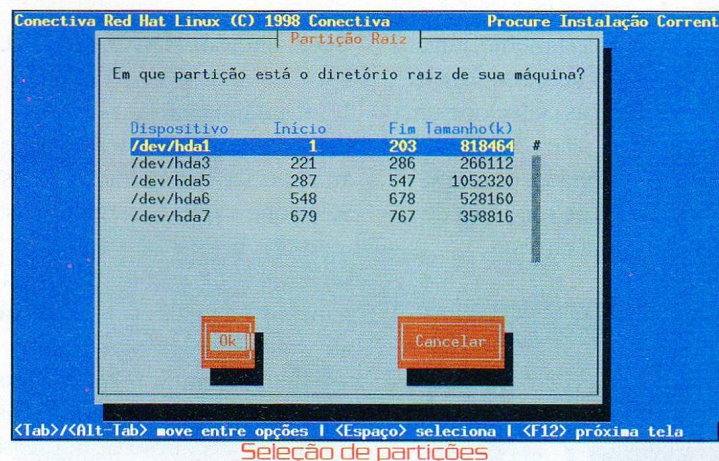 Conectiva Red Hat Linux (C) 1998 Conectiva Procure Instalação Corrent
Partição Raiz
Em que partição está o diretório raiz de sua máquina?
Dispositivo Início Fim Tamanho(k)
/dev/hda1 1 203 818464 #
/dev/hda3 221 286 266112
/dev/hda5 287 547 1052320
/dev/hda6 548 678 528160
/dev/hda7 679 767 358816
Ok Cancelar
<Tab>/<Alt-Tab> move entre opções | <Espaço> seleciona | <F12> próxima tela
Seleção de partições